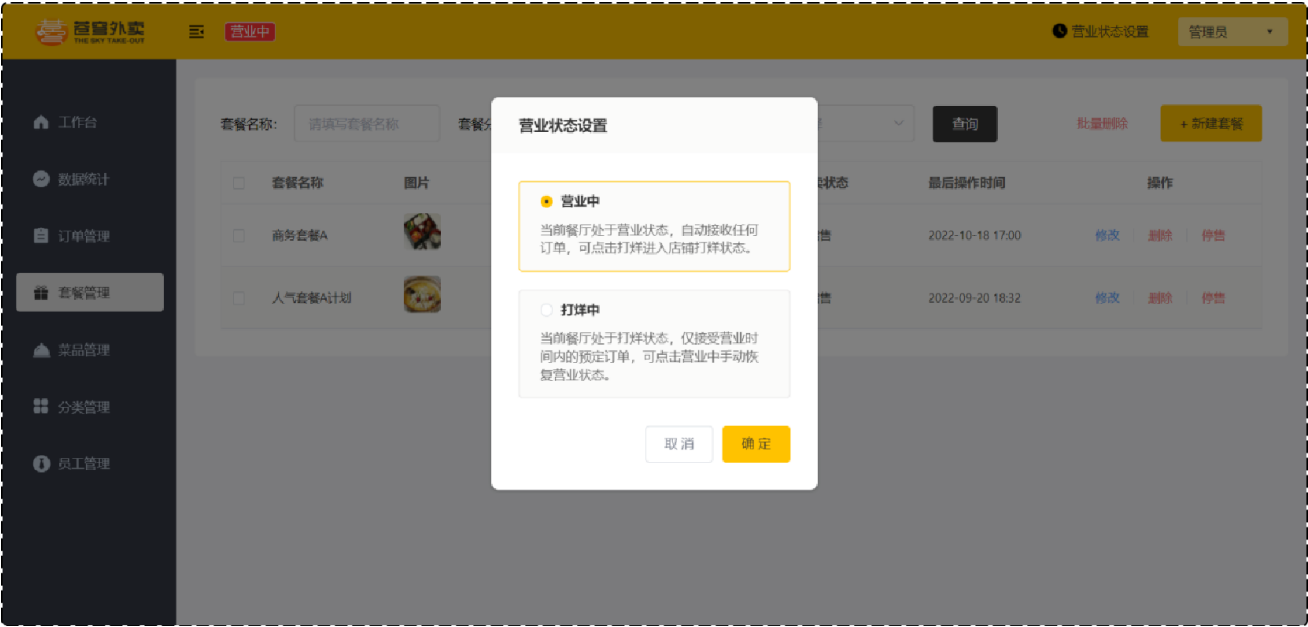 苍穹外卖
THE SKY TAKE-OUT
营业中
营业状态设置
管理员
工作台
数据统计
订单管理
套餐管理
菜品管理
分类管理
员工管理
套餐名称:
请填写套餐名称
套餐分
查询
批量删除
+ 新建套餐
套餐名称
图片
状态
最后操作时间
操作
商务套餐A
售
2022-10-18 17:00
修改
删除
停售
人气套餐A计划
售
2022-09-20 18:32
修改
删除
停售
营业状态设置
营业中
当前餐厅处于营业状态，自动接收任何
订单，可点击打烊进入店铺打烊状态。
打烊中
当前餐厅处于打烊状态，仅接受营业时
间内的预定订单，可点击营业中手动恢
复营业状态。
取消
确定